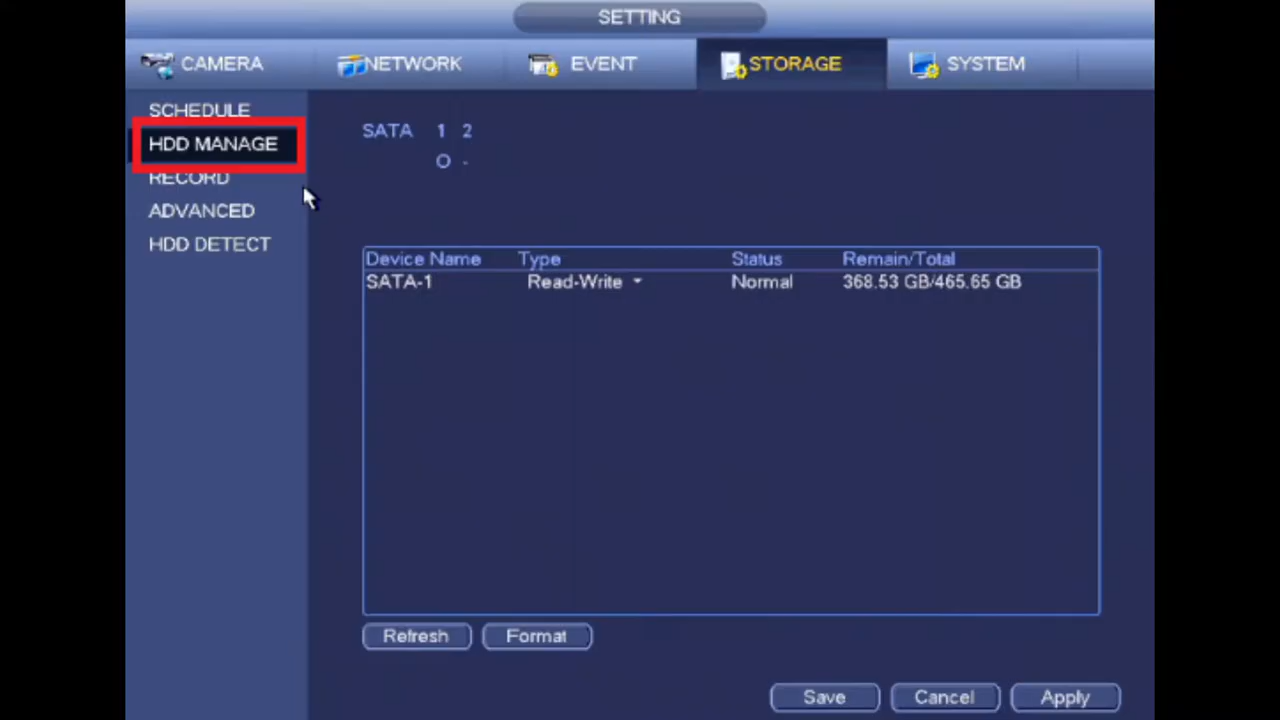 SETTING
CAMERA NETWORK EVENT STORAGE SYSTEM
SCHEDULE
HDD MANAGE
RECORD
ADVANCED
HDD DETECT
SATA 1 2
O -
Device Name Type Status Remain/Total
SATA-1 Read-Write Normal 368.53 GB/465.65 GB
Refresh Format
Save Cancel Apply